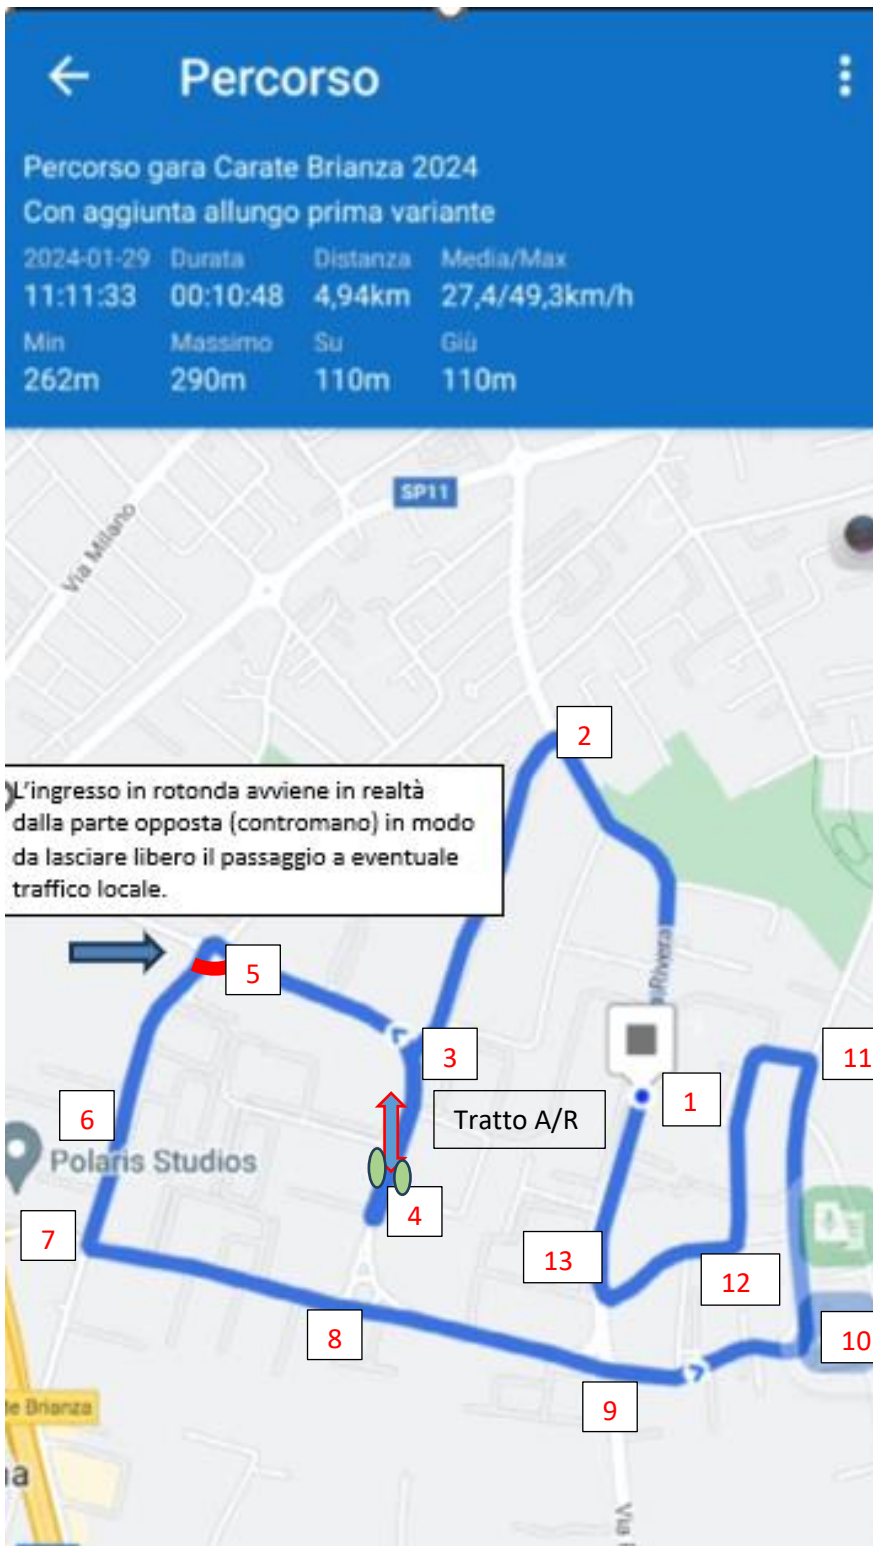 Percorso
Percorso gara Carate Brianza 2024
Con aggiunta allungo prima variante
2024-01-29 Durata Distanza Media/Max
11:11:33 00:10:48 4,94km 27,4/49,3km/h
Min Massimo Su Giù
262m 290m 110m 110m
SP11
Via Milano
2
L'ingresso in rotonda avviene in realtà
dalla parte opposta (contromano) in modo
da lasciare libero il passaggio a eventuale
traffico locale.
Rivera
5
3
11
1
6
Tratto A/R
Polaris Studios
4
7
13
12
8
10
9
Brianza
Via